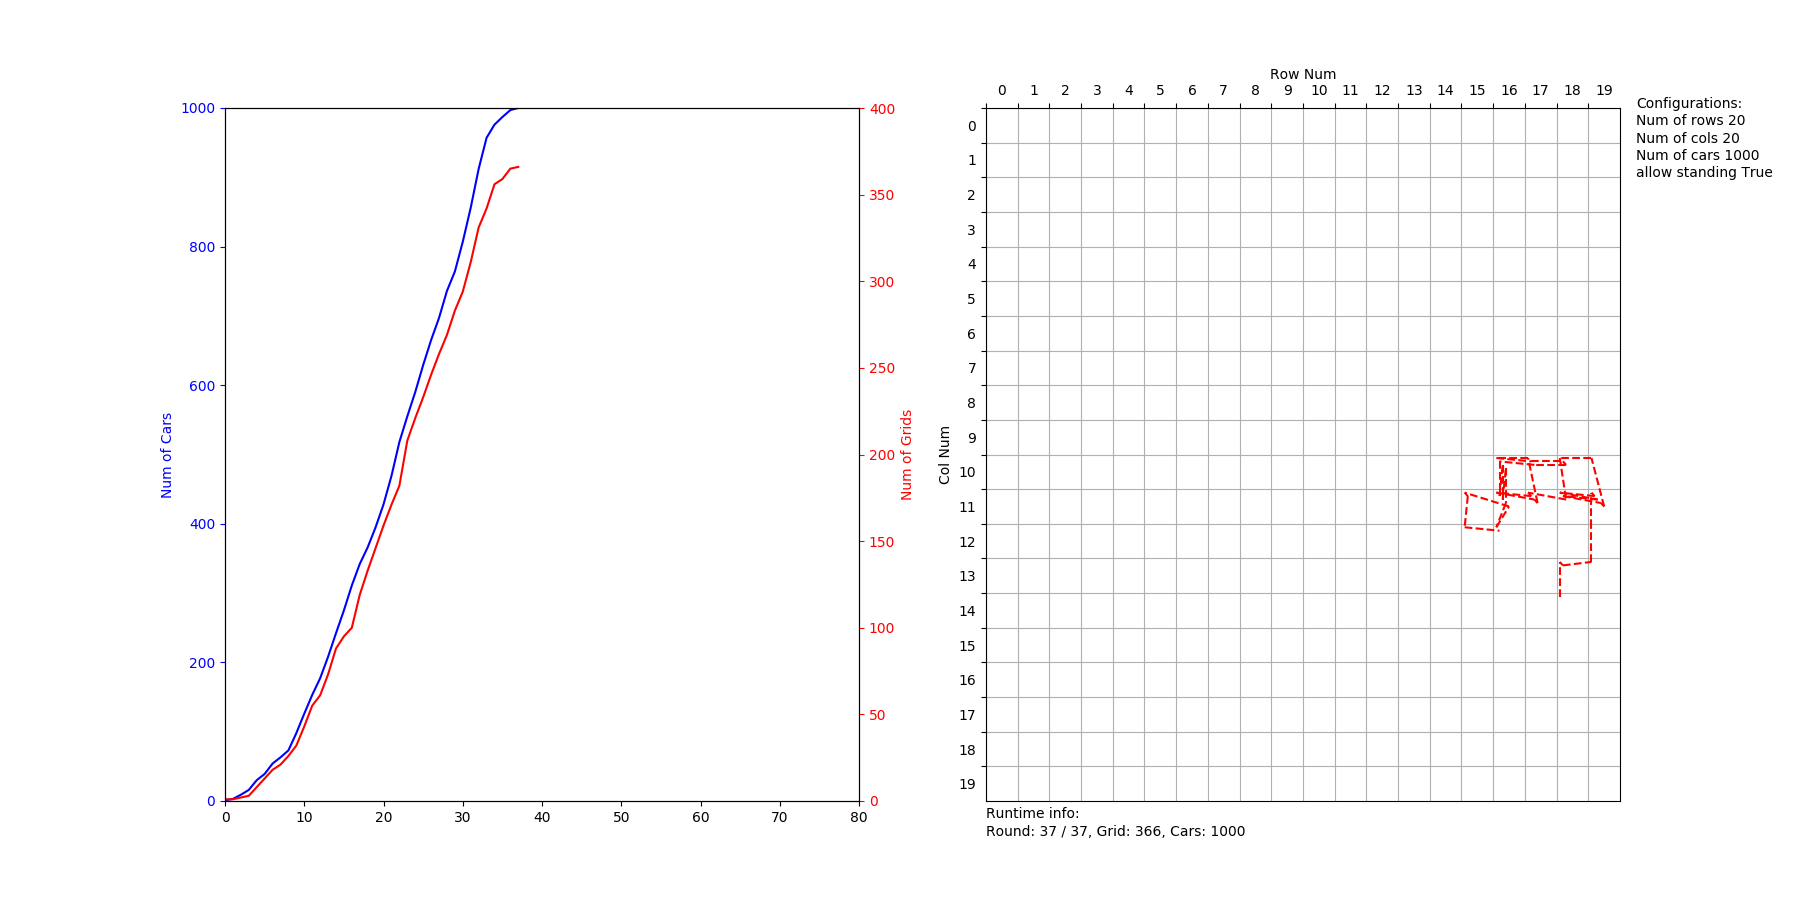 Row Num
0 1 2 3 4 5 6 7 8 9 10 11 12 13 14 15 16 17 18 19
Configurations:
Num of rows 20
Num of cols 20
Num of cars 1000
allow standing True
1000
800
600
400
200
0
Num of Cars
0 10 20 30 40 50 60 70 80
400
350
300
250
200
150
100
50
0
Num of Grids
Col Num
0
1
2
3
4
5
6
7
8
9
10
11
12
13
14
15
16
17
18
19
Runtime info:
Round: 37 / 37, Grid: 366, Cars: 1000